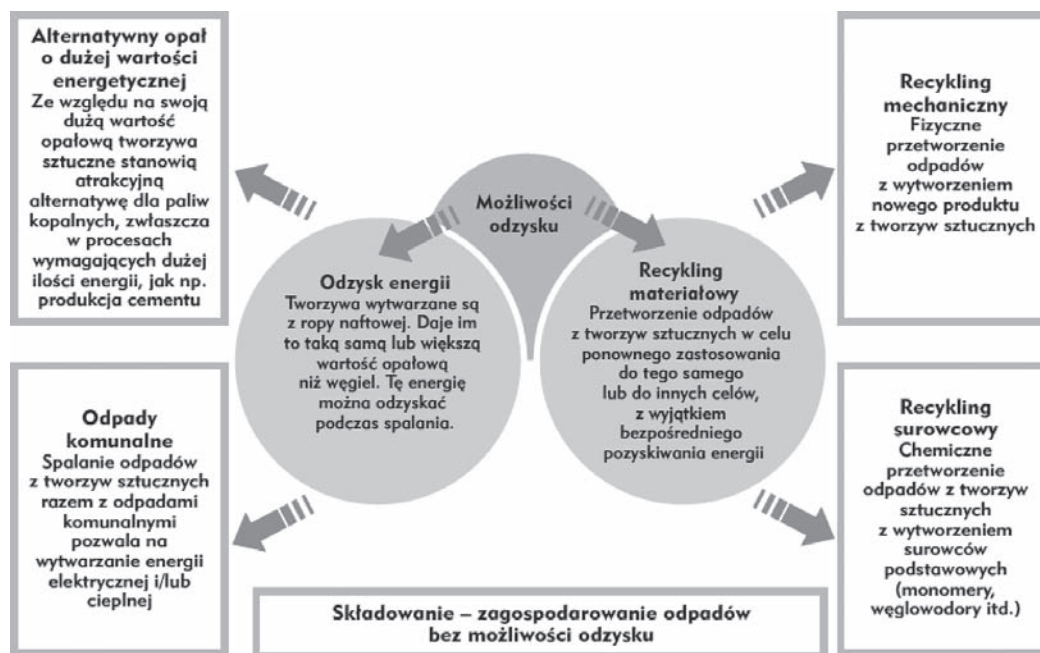 Alternatywny opał
o dużej wartości
energetycznej
Ze względu na swoją
dużą wartość
opałową tworzywa
sztuczne stanowią
atrakcyjną
alternatywę dla paliw
kopalnych, zwłaszcza
w procesach
wymagających dużej
ilości energii, jak np.
produkcja cementu
Odpady
komunalne
Spalanie odpadów
z tworzyw sztucznych
razem z odpadami
komunalnymi
pozwala na
wytwarzanie energii
elektrycznej i/lub
cieplnej
Możliwości
odzysku
Odzysk energii
Tworzywa wytwarzane są
z ropy naftowej. Daje im
to taką samą lub większą
wartość opałową
niż węgiel. Tę energię
można odzyskać
podczas spalania.
Recykling
materiałowy
Przetworzenie odpadów
z tworzyw sztucznych w celu
ponownego zastosowania
do tego samego
lub do innych celów,
z wyjątkiem
bezpośredniego
pozyskiwania energii
Recykling
mechaniczny
Fizyczne
przetworzenie
odpadów
z wytworzeniem
nowego produktu
z tworzyw sztucznych
Recykling
surowcowy
Chemiczne
przetworzenie
odpadów z tworzyw
sztucznych
z wytworzeniem
surowców
podstawowych
(monomery,
węglowodory itd.)
Składowanie – zagospodarowanie odpadów
bez możliwości odzysku